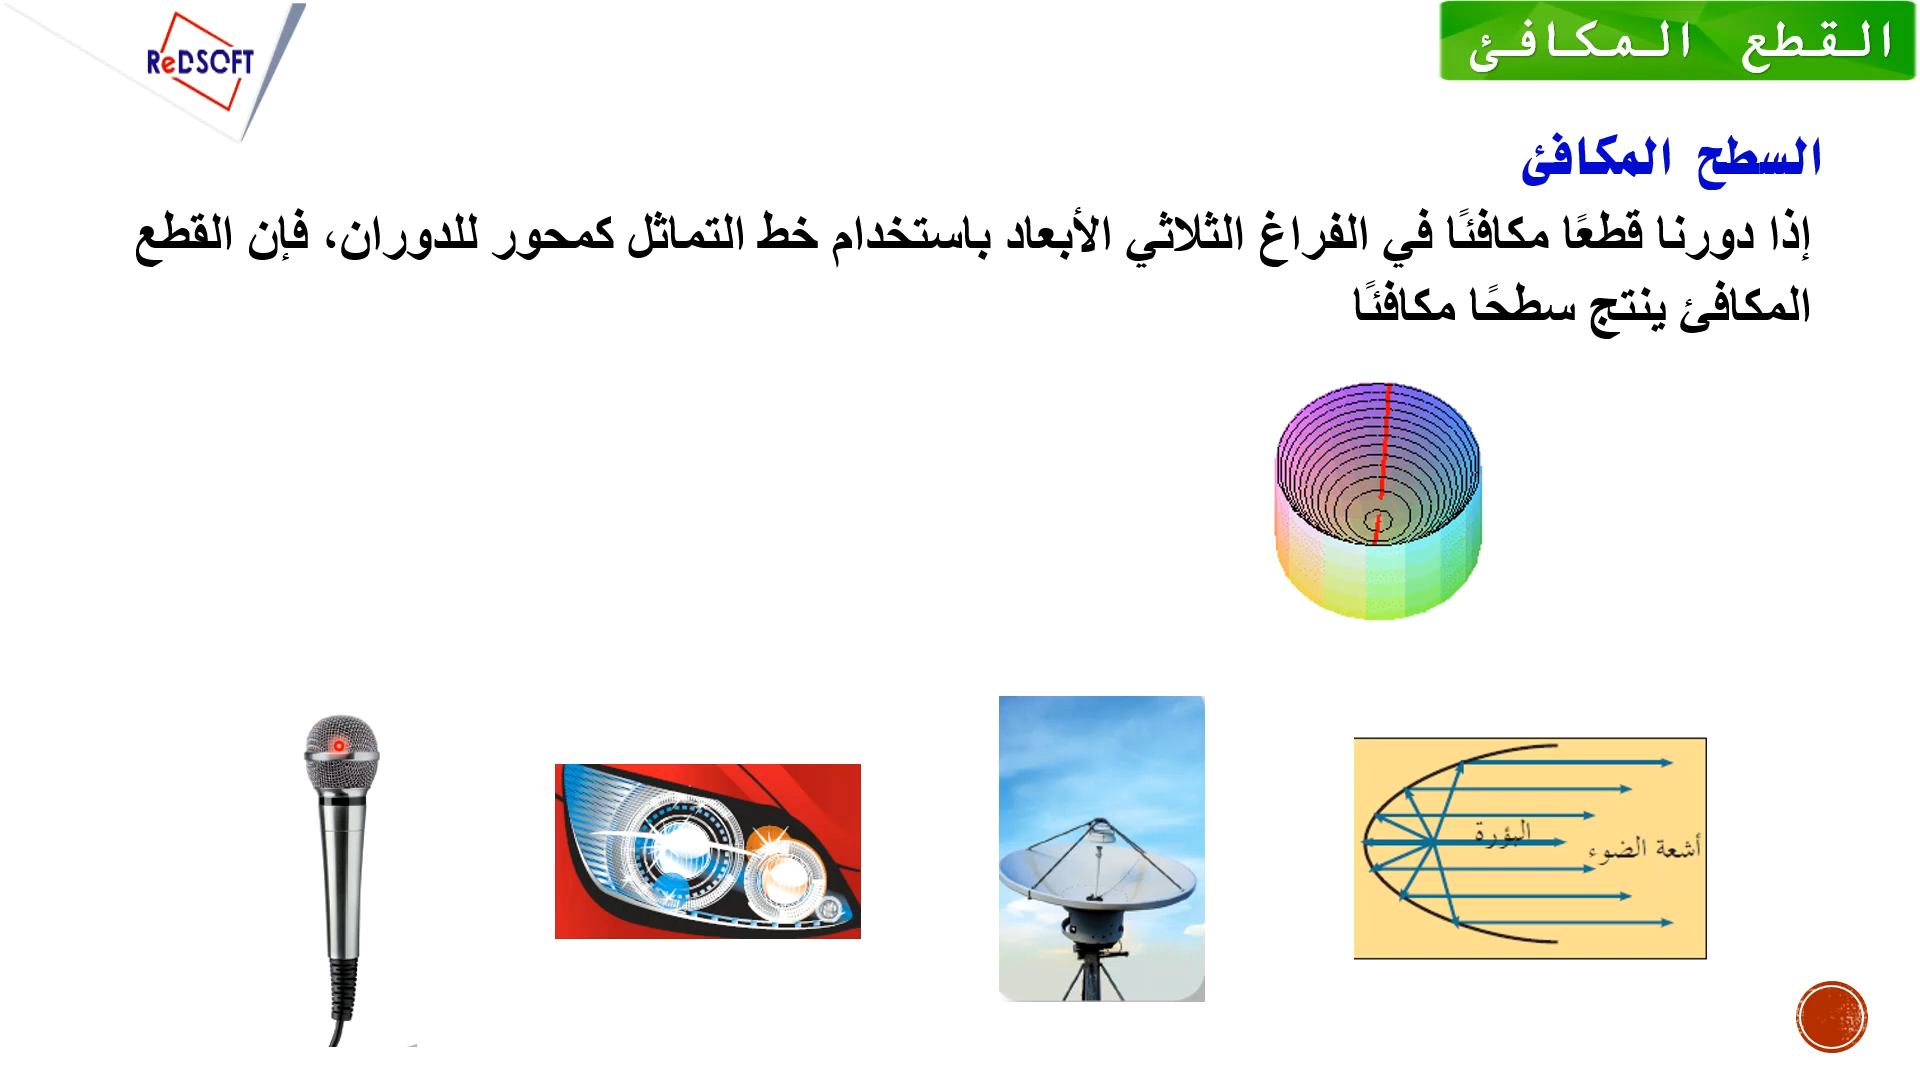 القطع المكافئ
ReDSOFT
السطح المكافئ
إذا دورنا قطعًا مكافئًا في الفراغ الثلاثي الأبعاد باستخدام خط التماثل كمحور للدوران، فإن القطع
المكافئ ينتج سطحًا مكافئًا
البؤرة
أشعة الضوء